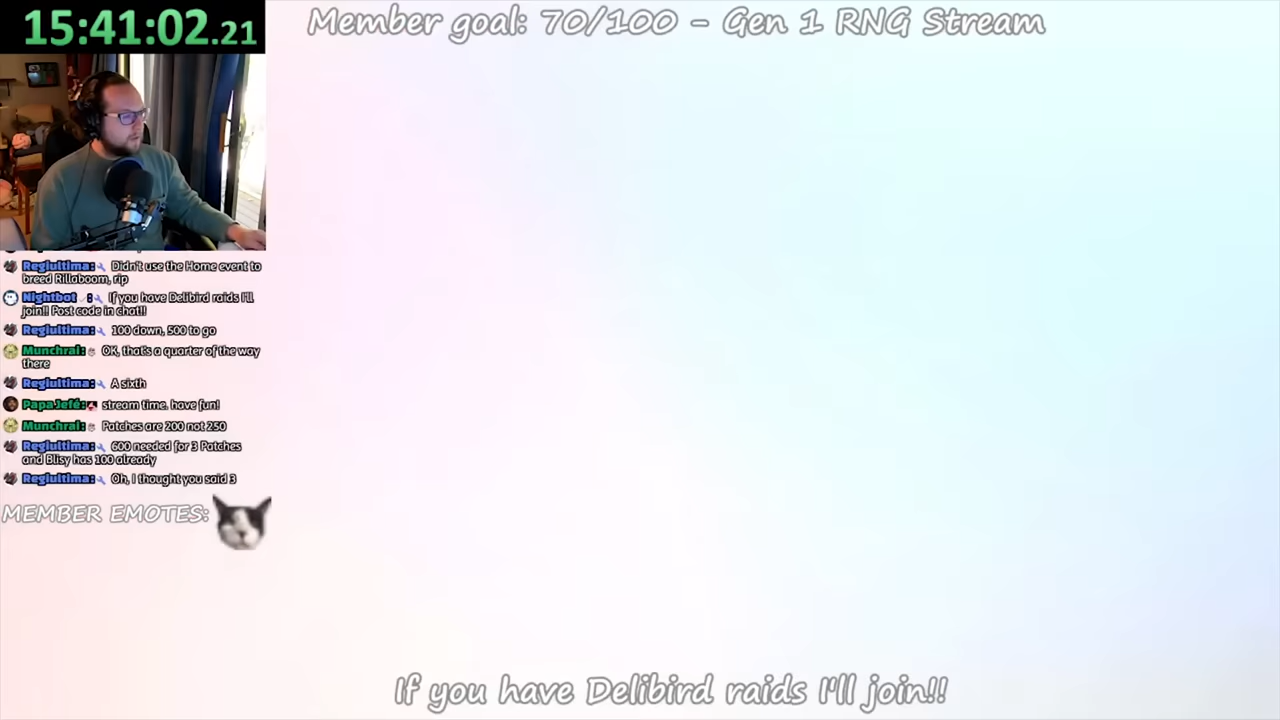 15:41:02.21
Member goal: 70/100 - Gen 1 RNG Stream
Regiultima: Didn't use the Home event to
breed Rillaboom, rip
Nightbot : If you have Delibird raids I'll
join!! Post code in chat!!
Regiultima: 100 down, 500 to go
Munchrai: OK, that's a quarter of the way
there
Regiultima: A sixth
Papa Jefé: stream time. have fun!
Munchrai: Patches are 200 not 250
Regiultima: 600 needed for 3 Patches
and Blisy has 100 already
Regiultima: Oh, I thought you said 3
MEMBER EMOTES:
If you have Delibird raids I'll join!!